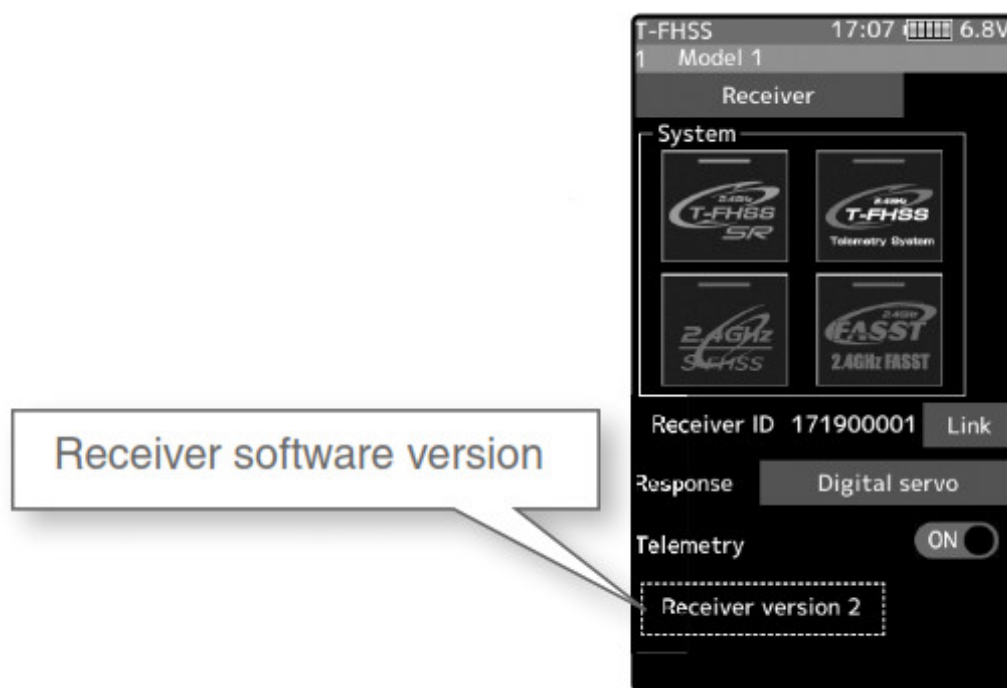 T-FHSS 17:07 6.8V
1 Model 1
Receiver
System
2.4GHz
T-FHSS
SR
2.4GHz
T-FHSS
Telemetry System
2.4GHz
S-FHSS
2.4GHz
FASST
2.4GHz FASST
Receiver ID 171900001 Link
Receiver software version
Response Digital servo
Telemetry ON
Receiver version 2